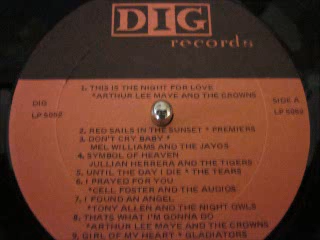 DIG
records
1. THIS IS THE NIGHT FOR LOVE
*ARTHUR LEE MAYE AND THE CROWNS
DIG
LP 6052
SIDE A
LP 6052
2. RED SAILS IN THE SUNSET * PREMIERS
3. DON'T CRY BABY *
MEL WILLIAMS AND THE JAYOS
4. SYMBOL OF HEAVEN
JULLIAN HERRERA AND THE TIGERS
5. UNTIL THE DAY I DIE * THE TEARS
6. I PRAYED FOR YOU
*CELL FOSTER AND THE AUDIOS
7. I FOUND AN ANGEL
*TONY ALLEN AND THE NIGHT OWLS
8. THATS WHAT I'M GONNA DO
*ARTHUR LEE MAYE AND THE CROWNS
9. GIRL OF MY HEART * GLADIATORS